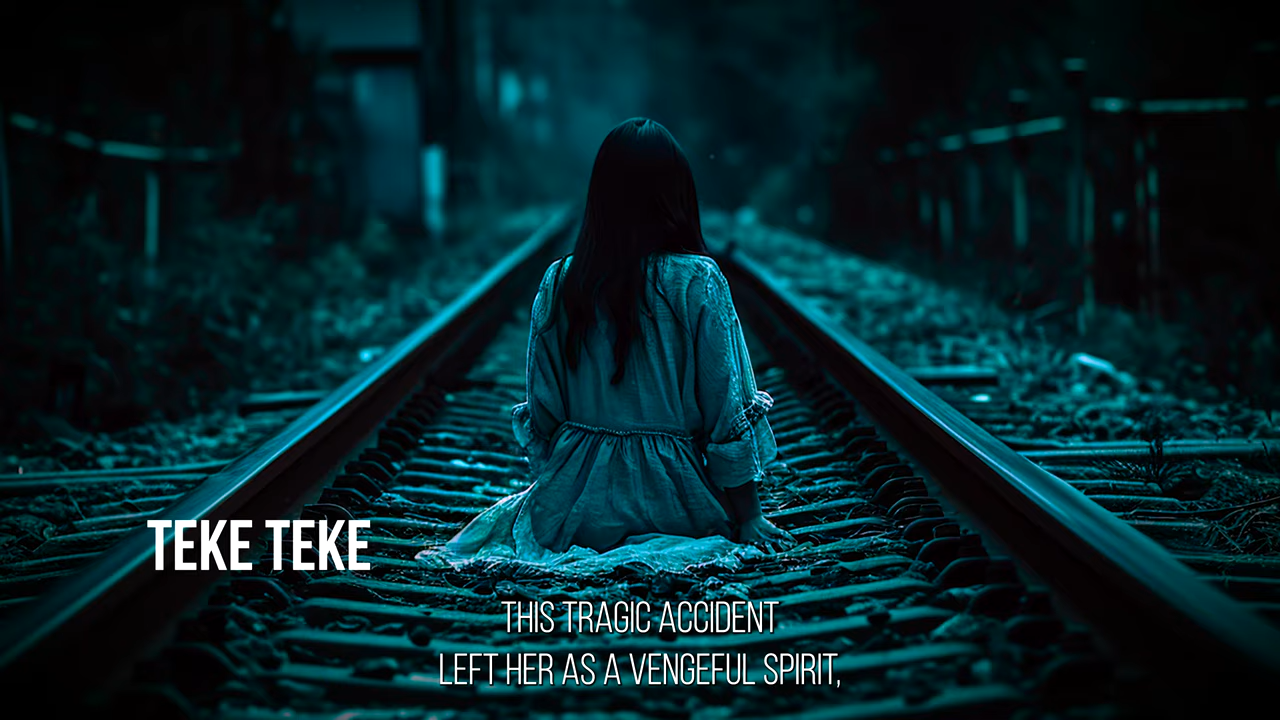 TEKE TEKE
THIS TRAGIC ACCIDENT
LEFT HER AS A VENGEFUL SPIRIT,